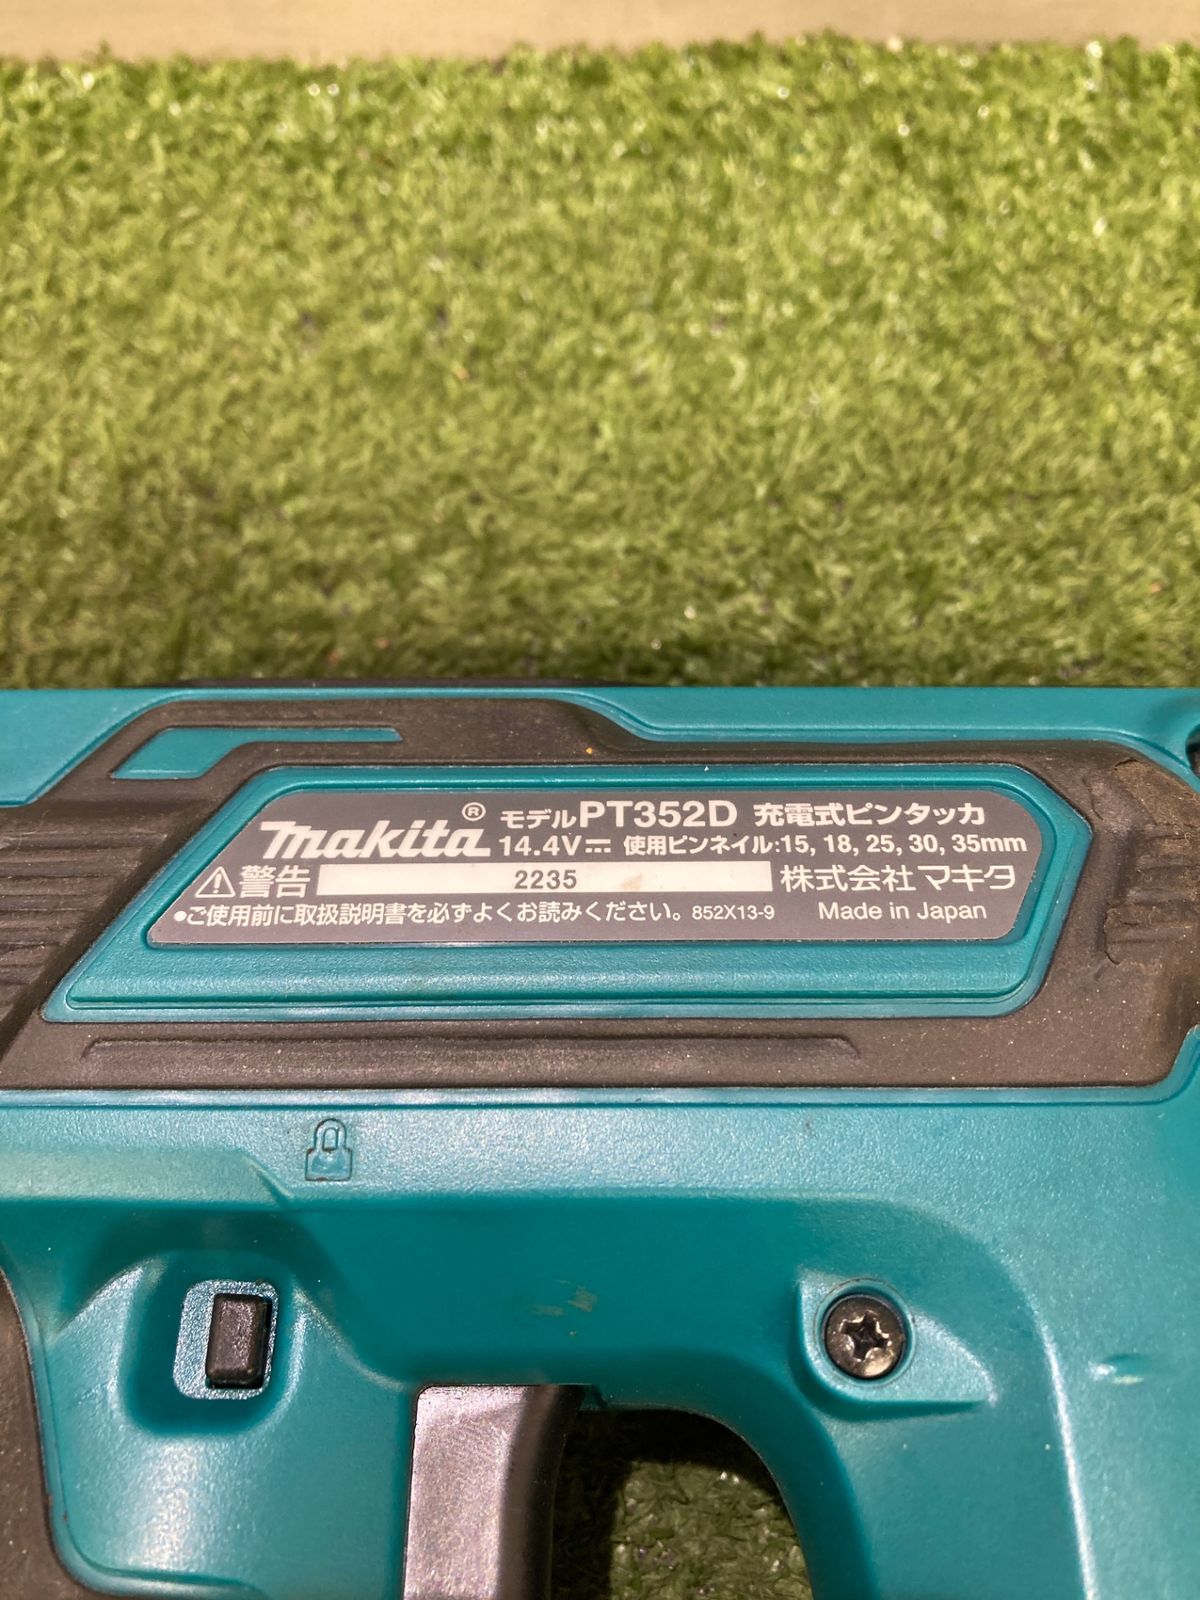 makita® モデルPT352D 充電式ピンタッカ
14.4V⎓ 使用ピンネイル:15, 18, 25, 30, 35mm
⚠警告 2235 株式会社マキタ
●ご使用前に取扱説明書を必ずよくお読みください。852X13-9 Made in Japan